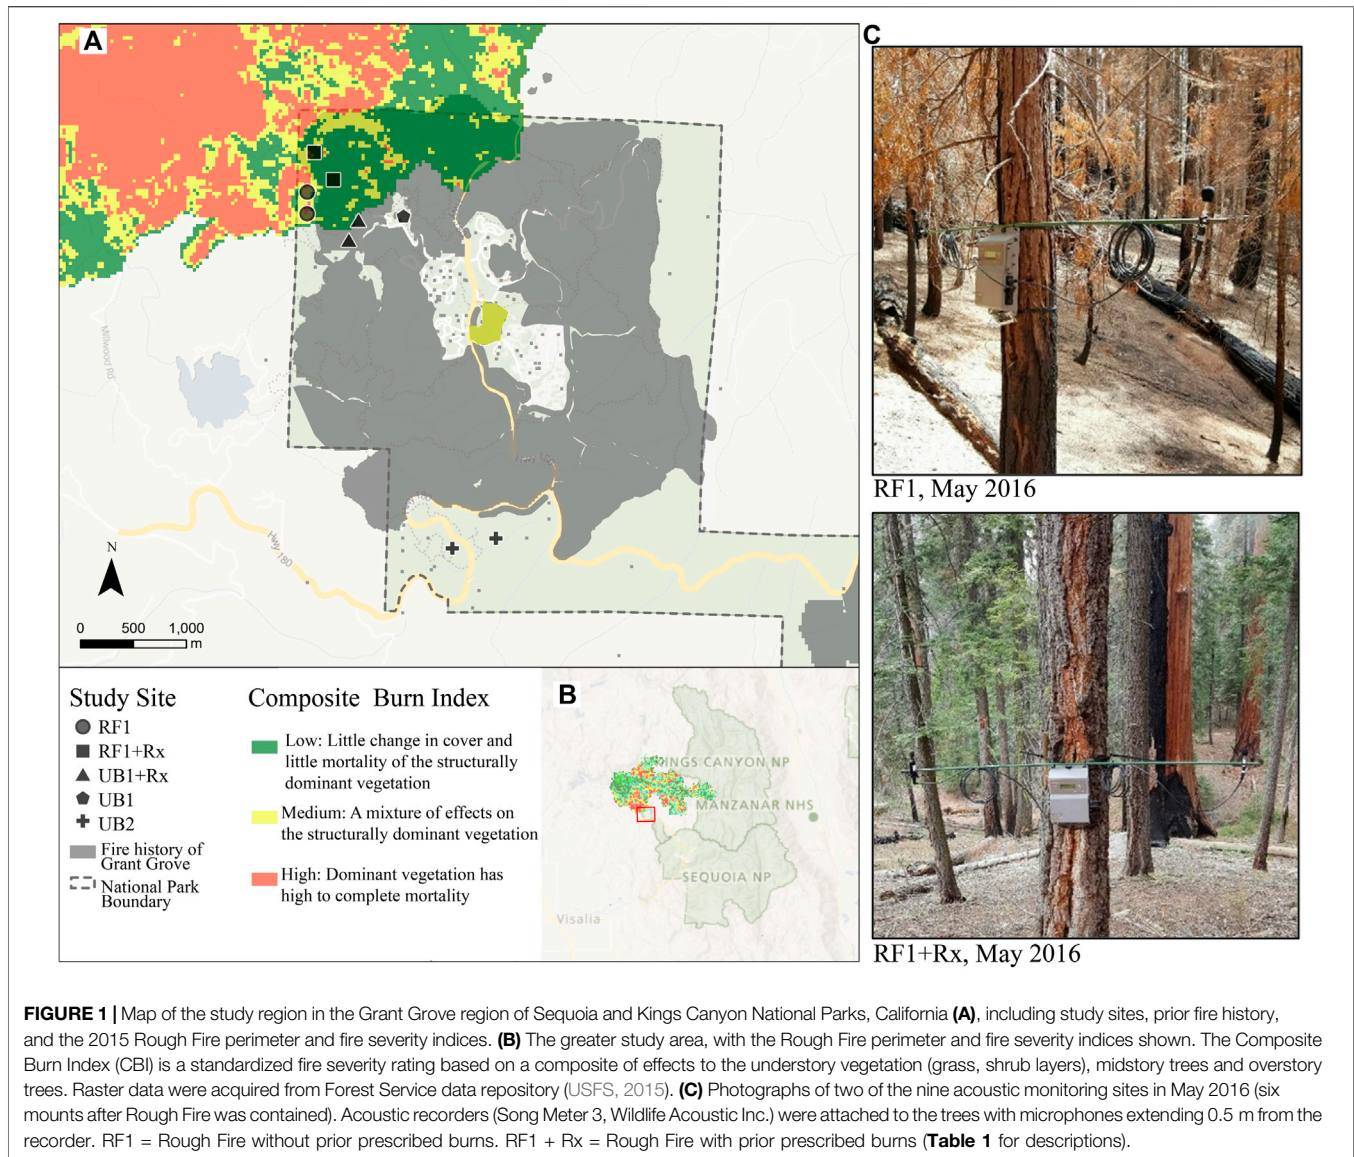 A
Millwood Rd
Hwy 180
N
0 500 1,000
m
Study Site
RF1
RF1+Rx
UB1+Rx
UB1
UB2
Fire history of
Grant Grove
National Park
Boundary
Composite Burn Index
Low: Little change in cover and
little mortality of the structurally
dominant vegetation
Medium: A mixture of effects on
the structurally dominant vegetation
High: Dominant vegetation has
high to complete mortality
B
KINGS CANYON NP
MANZANAR NHS
SEQUOIA NP
Visalia
C
RF1, May 2016
RF1+Rx, May 2016
FIGURE 1 | Map of the study region in the Grant Grove region of Sequoia and Kings Canyon National Parks, California (A), including study sites, prior fire history,
and the 2015 Rough Fire perimeter and fire severity indices. (B) The greater study area, with the Rough Fire perimeter and fire severity indices shown. The Composite
Burn Index (CBI) is a standardized fire severity rating based on a composite of effects to the understory vegetation (grass, shrub layers), midstory trees and overstory
trees. Raster data were acquired from Forest Service data repository (USFS, 2015). (C) Photographs of two of the nine acoustic monitoring sites in May 2016 (six
mounts after Rough Fire was contained). Acoustic recorders (Song Meter 3, Wildlife Acoustic Inc.) were attached to the trees with microphones extending 0.5 m from the
recorder. RF1 = Rough Fire without prior prescribed burns. RF1 + Rx = Rough Fire with prior prescribed burns (Table 1 for descriptions).